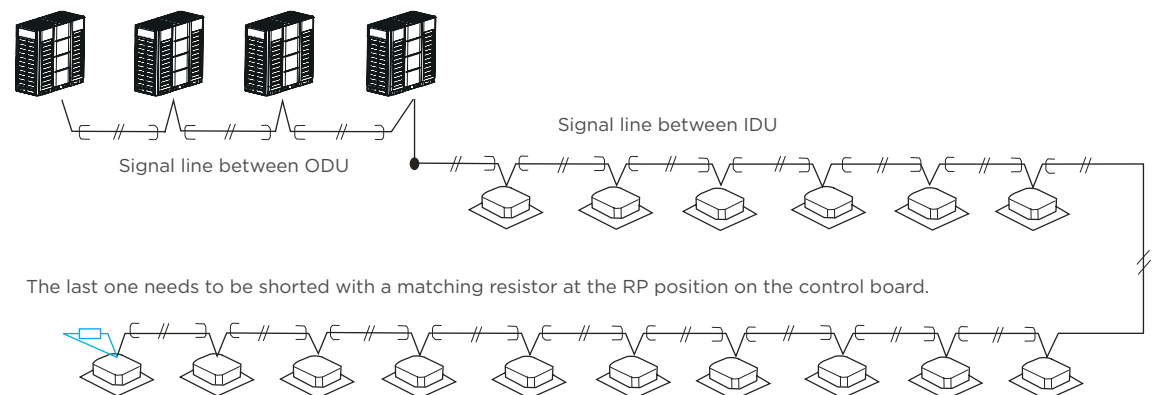 Signal line between IDU
Signal line between ODU
The last one needs to be shorted with a matching resistor at the RP position on the control board.